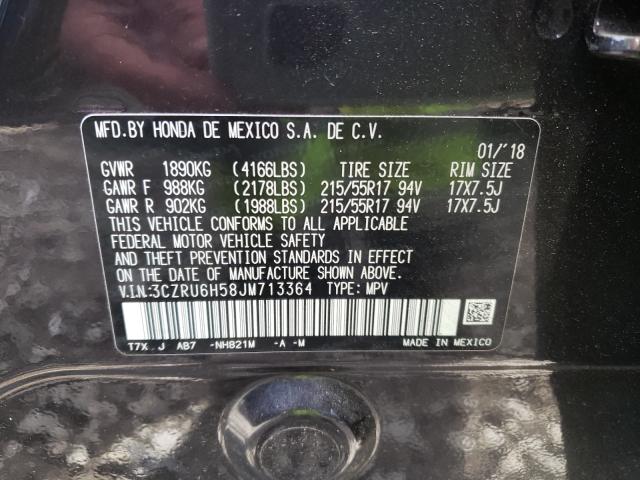 MFD.BY HONDA DE MEXICO S.A. DE C.V.
01/'18
GVWR 1890KG (4166LBS) TIRE SIZE RIM SIZE
GAWR F 988KG (2178LBS) 215/55R17 94V 17X7.5J
GAWR R 902KG (1988LBS) 215/55R17 94V 17X7.5J
THIS VEHICLE CONFORMS TO ALL APPLICABLE
FEDERAL MOTOR VEHICLE SAFETY
AND THEFT PREVENTION STANDARDS IN EFFECT
ON THE DATE OF MANUFACTURE SHOWN ABOVE.
V.I.N.:3CZRU6H58JM713364 TYPE: MPV
T7X . J AB7 -NH821M -A -M MADE IN MEXICO